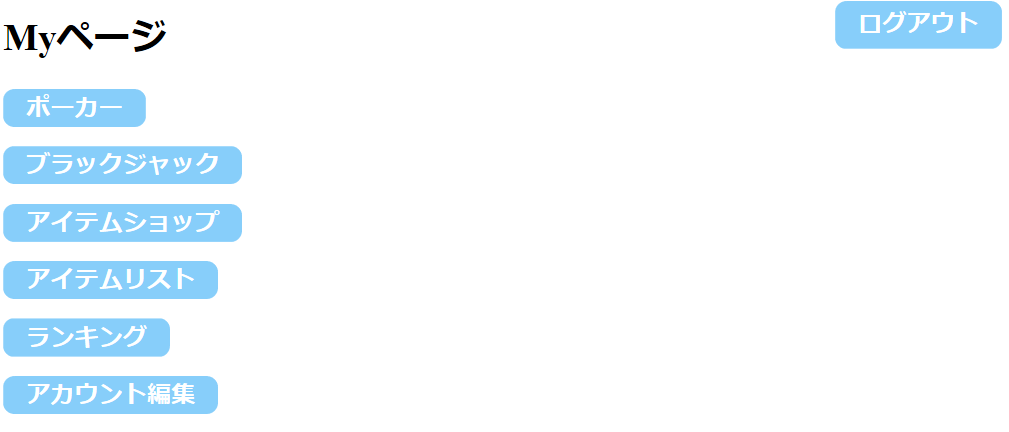 Myページ
ログアウト
ポーカー
ブラックジャック
アイテムショップ
アイテムリスト
ランキング
アカウント編集